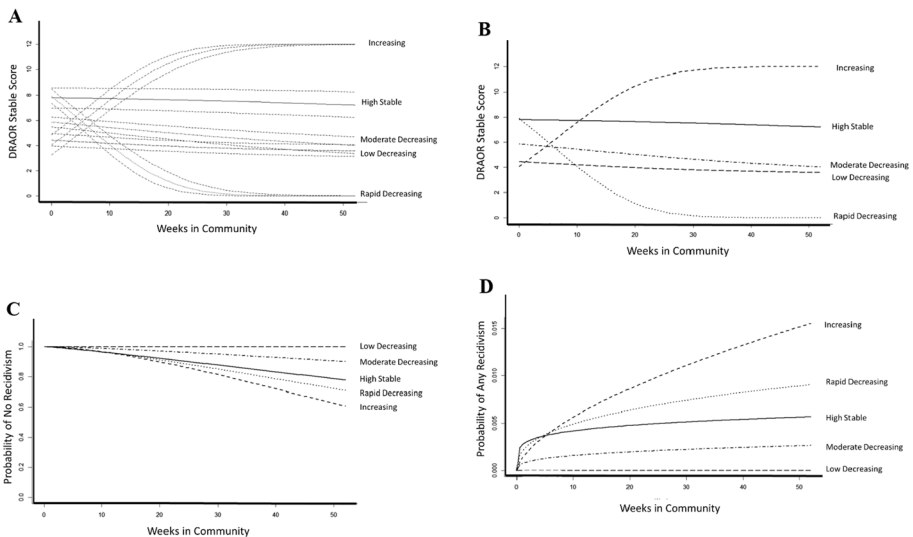 A
DRAOR Stable Score
12
10
8
6
4
2
0
0 10 20 30 40 50
Weeks in Community
Increasing
High Stable
Moderate Decreasing
Low Decreasing
Rapid Decreasing
B
DRAOR Stable Score
12
10
8
6
4
2
0
0 10 20 30 40 50
Weeks in Community
Increasing
High Stable
Moderate Decreasing
Low Decreasing
Rapid Decreasing
C
Probability of No Recidivism
1.0
0.8
0.6
0.4
0.2
0.0
0 10 20 30 40 50
Weeks in Community
Low Decreasing
Moderate Decreasing
High Stable
Rapid Decreasing
Increasing
D
Probability of Any Recidivism
0.015
0.010
0.005
0.000
0 10 20 30 40 50
Weeks in Community
Increasing
Rapid Decreasing
High Stable
Moderate Decreasing
Low Decreasing